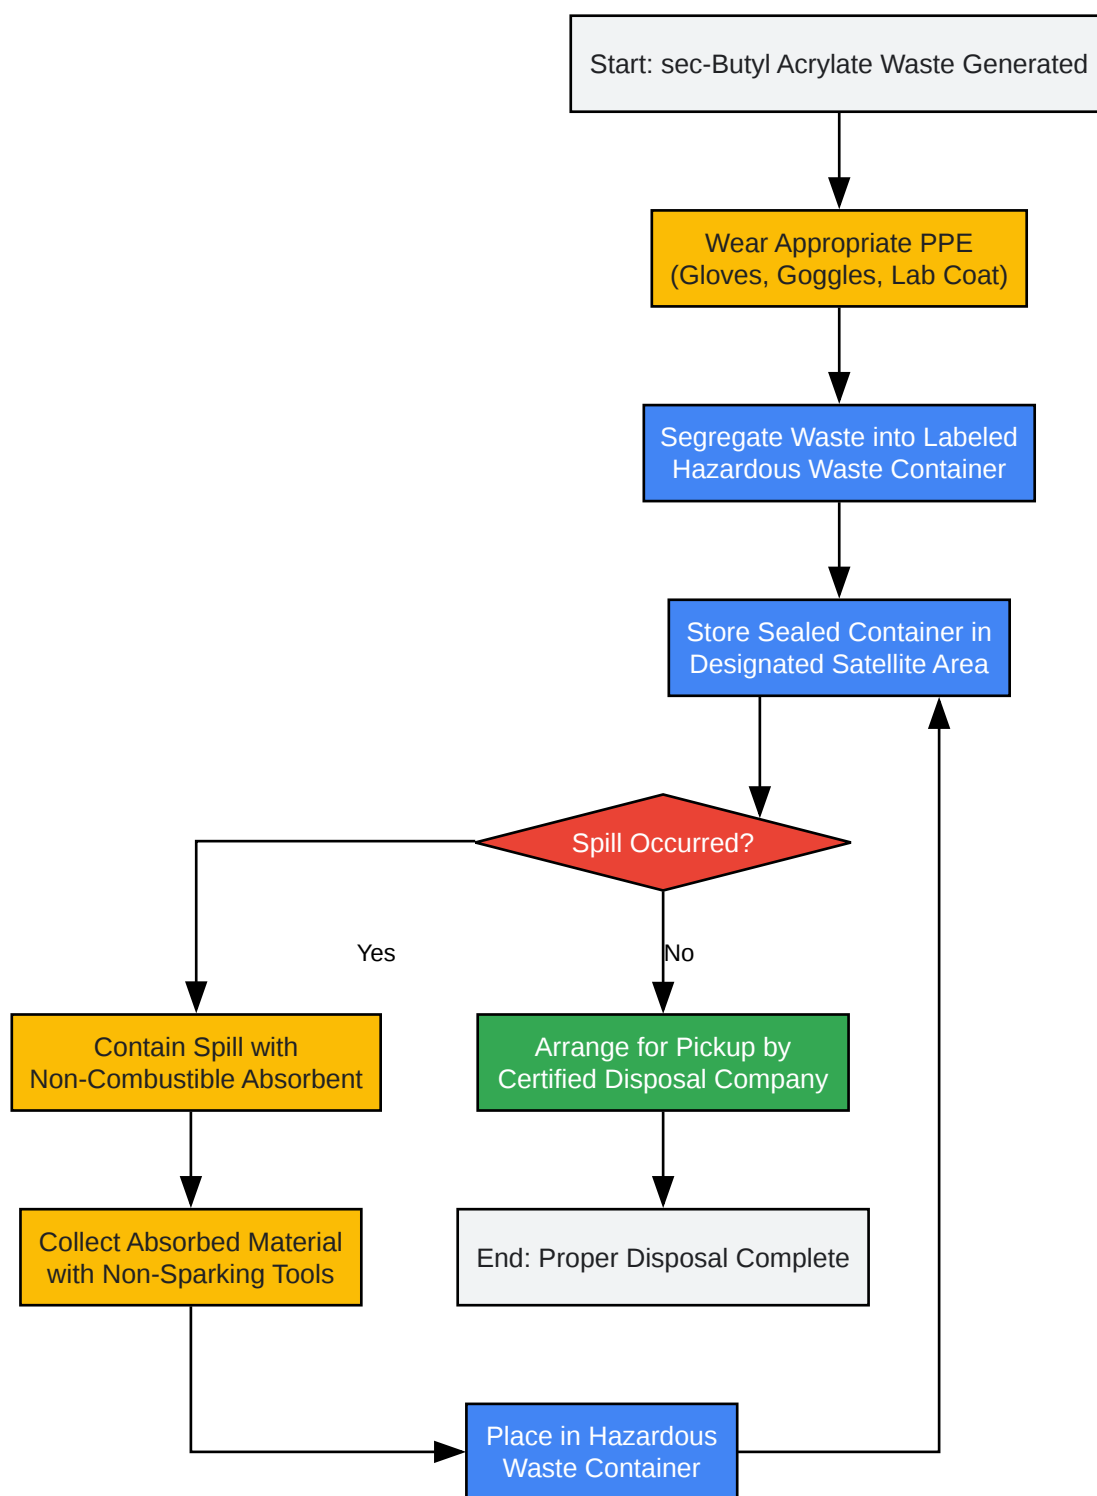 Start: sec-Butyl Acrylate Waste Generated
Wear Appropriate PPE
(Gloves, Goggles, Lab Coat)
Segregate Waste into Labeled
Hazardous Waste Container
Store Sealed Container in
Designated Satellite Area
Spill Occurred?
Yes
No
Contain Spill with
Non-Combustible Absorbent
Arrange for Pickup by
Certified Disposal Company
Collect Absorbed Material
with Non-Sparking Tools
End: Proper Disposal Complete
Place in Hazardous
Waste Container